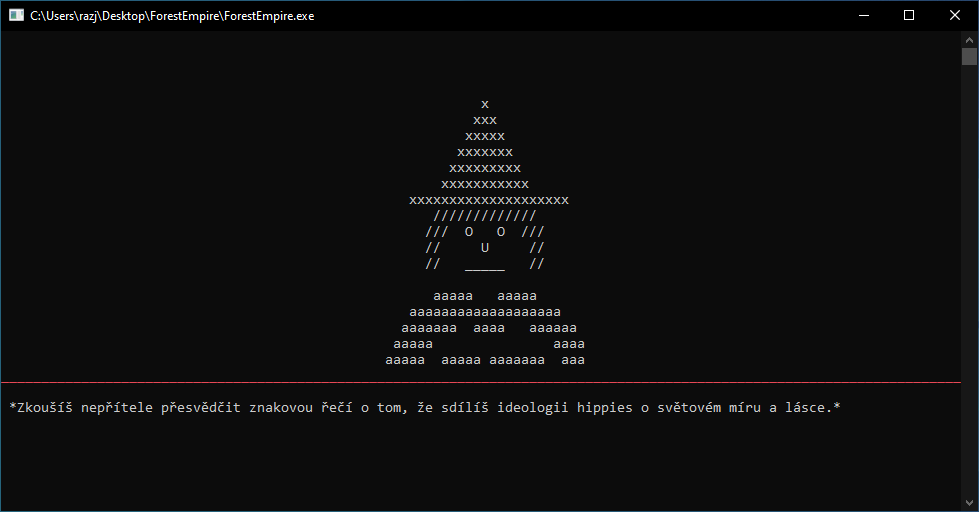 C:\Users\razj\Desktop\ForestEmpire\ForestEmpire.exe
x
xxx
xxxxx
xxxxxxx
xxxxxxxxx
xxxxxxxxxxx
xxxxxxxxxxxxxxxxxxxx
/////////////
///  O   O  ///
//     U     //
//   _____   //
aaaaa   aaaaa
aaaaaaaaaaaaaaaaaaa
aaaaaaa  aaaa   aaaaaa
aaaaa               aaaa
aaaaa  aaaaa aaaaaaa  aaa
*Zkoušíš nepřítele přesvědčit znakovou řečí o tom, že sdílíš ideologii hippies o světovém míru a lásce.*